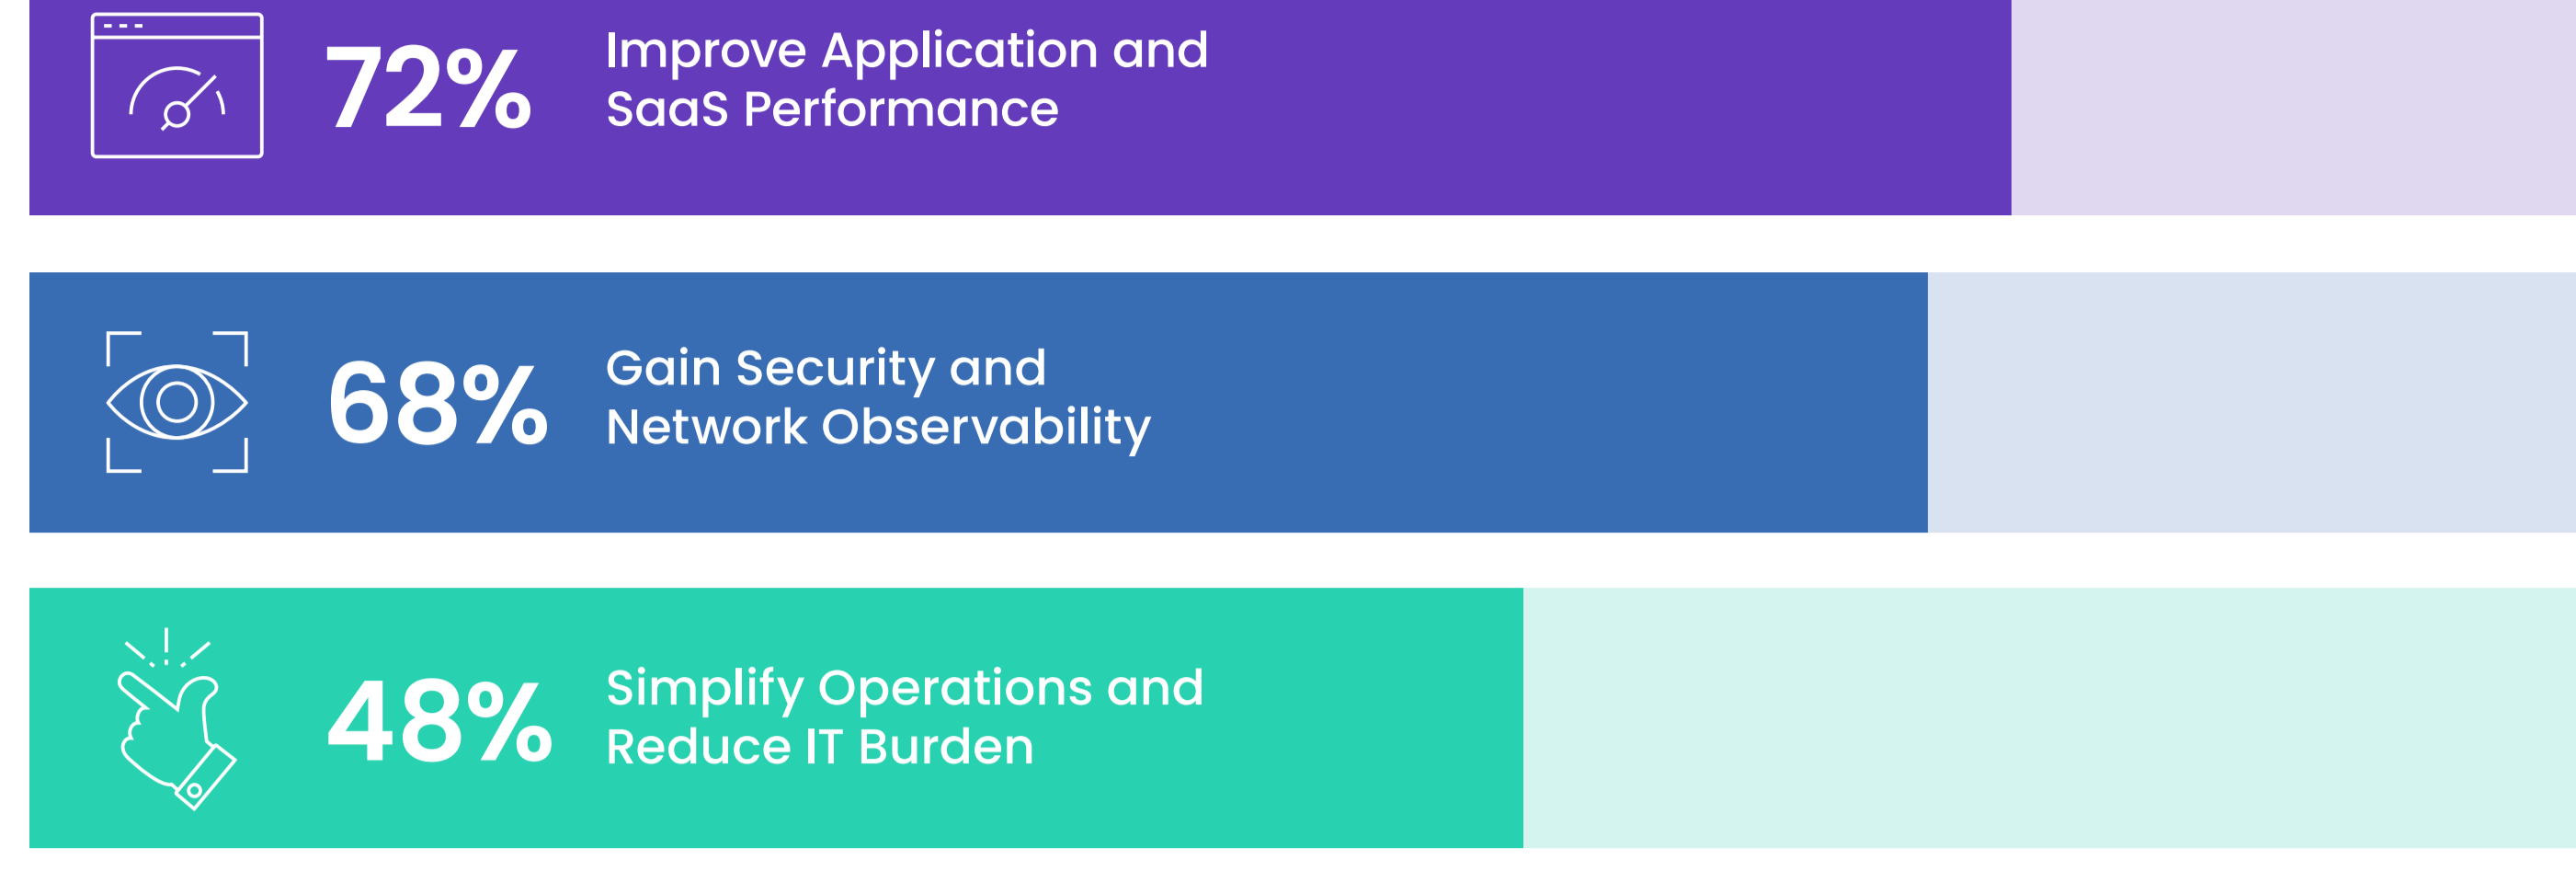 72%
Improve Application and
SaaS Performance
68%
Gain Security and
Network Observability
48%
Simplify Operations and
Reduce IT Burden